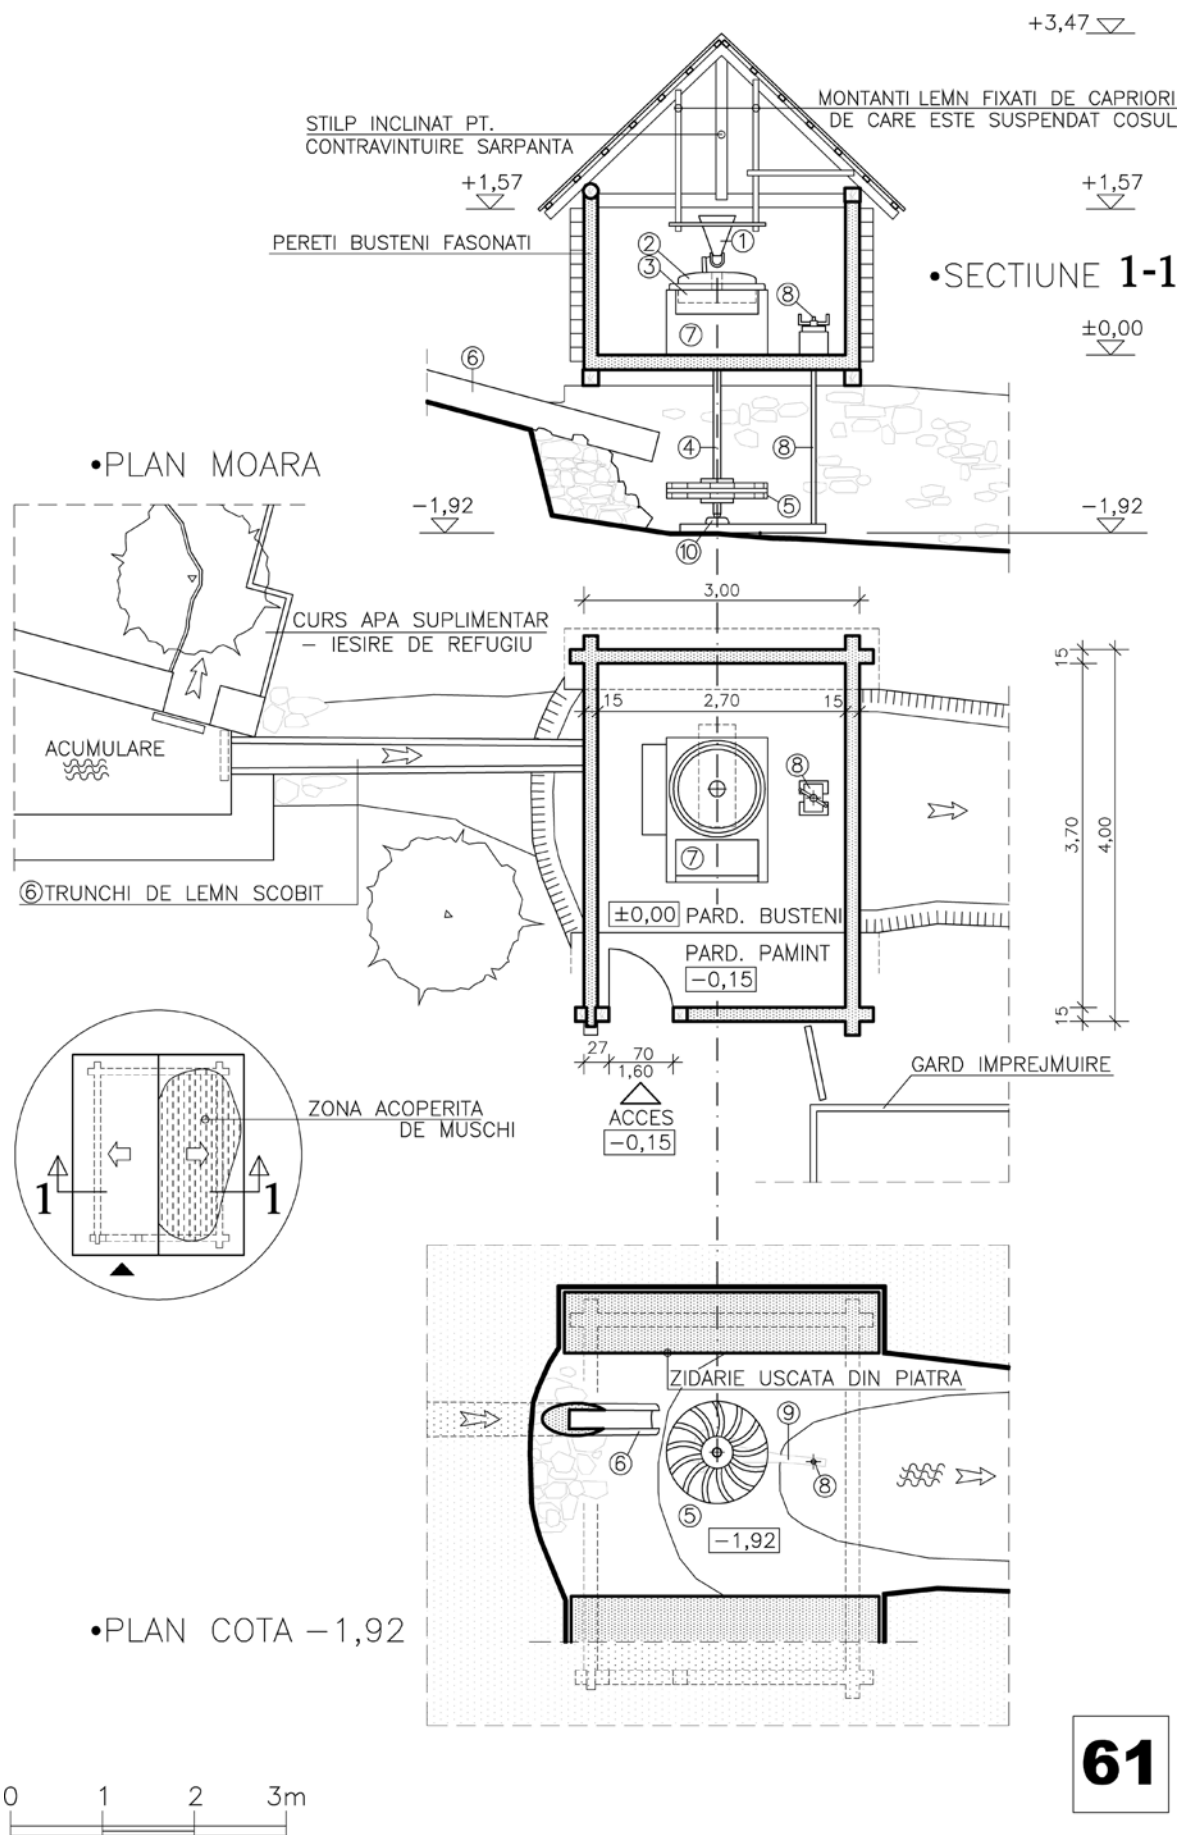 +3,47
MONTANTI LEMN FIXATI DE CAPRIORI
DE CARE ESTE SUSPENDAT COSUL
STILP INCLINAT PT.
CONTRAVINTUIRE SARPANTA
+1,57
+1,57
PERETI BUSTENI FASONATI
1
2
3
•SECTIUNE 1-1
8
7
±0,00
6
•PLAN MOARA
4
8
5
-1,92
-1,92
10
3,00
CURS APA SUPLIMENTAR
- IESIRE DE REFUGIU
15
15
2,70
15
ACUMULARE
8
3,70
4,00
7
6 TRUNCHI DE LEMN SCOBIT
±0,00 PARD. BUSTENI
PARD. PAMINT
-0,15
15
27
70
1,60
GARD IMPREJMUIRE
ACCES
-0,15
ZONA ACOPERITA
DE MUSCHI
1
1
ZIDARIE USCATA DIN PIATRA
9
6
8
5
-1,92
•PLAN COTA -1,92
61
0 1 2 3m